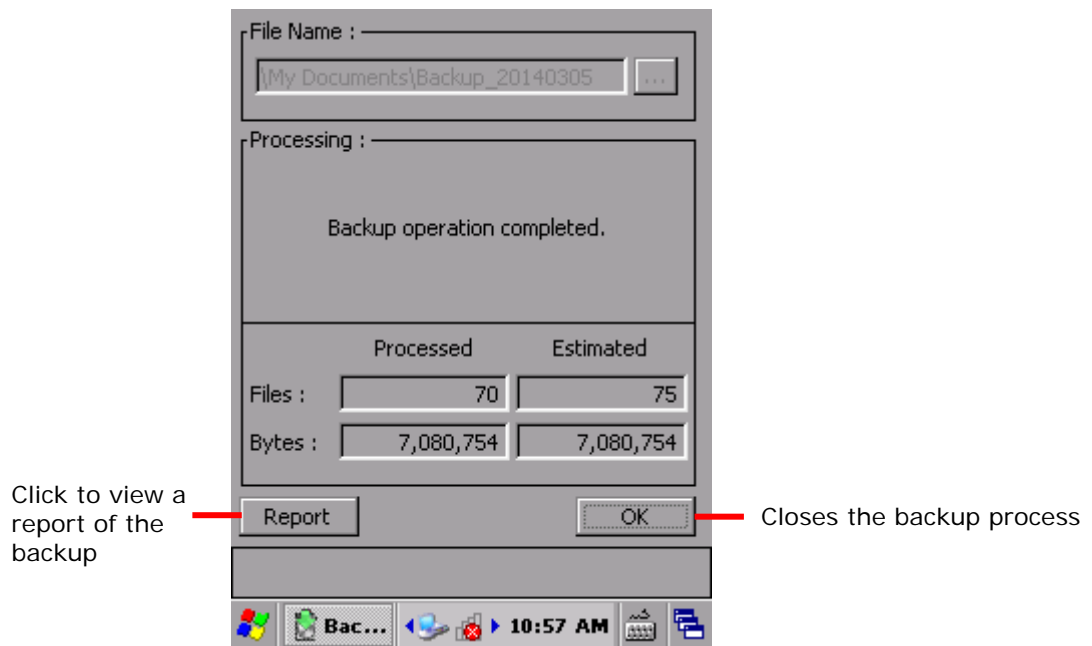 File Name :
\My Documents\Backup_20140305
...
Processing :
Backup operation completed.
Processed Estimated
Files : 70 75
Bytes : 7,080,754 7,080,754
Click to view a
report of the
backup
Report OK
Closes the backup process
Bac... 10:57 AM